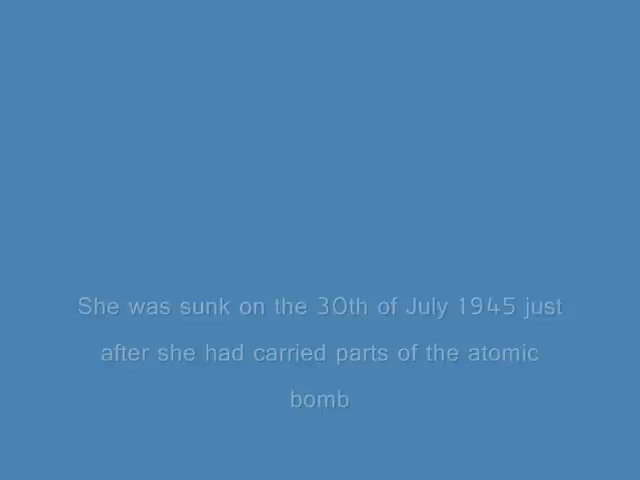 She was sunk on the 30th of July 1945 just
after she had carried parts of the atomic
bomb